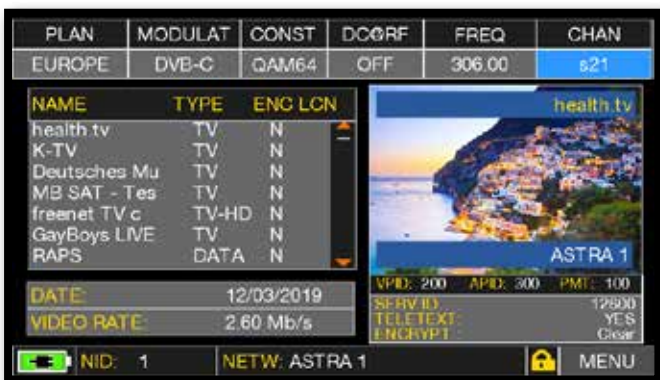 PLAN MODULAT CONST DC@RF FREQ CHAN
EUROPE DVB-C QAM64 OFF 306.00 s21
NAME TYPE ENC LCN
health.tv TV N
K-TV TV N
Deutsches Mu TV N
MB SAT - Tes TV N
freenet TV c TV-HD N
GayBoys LIVE TV N
RAPS DATA N
health.tv
ASTRA 1
VPID: 200 APID: 300 PMT: 100
SERV ID: 12600
TELETEXT: YES
ENCRYPT: Clear
DATE: 12/03/2019
VIDEO RATE: 2.60 Mb/s
NID: 1 NETW: ASTRA 1 MENU